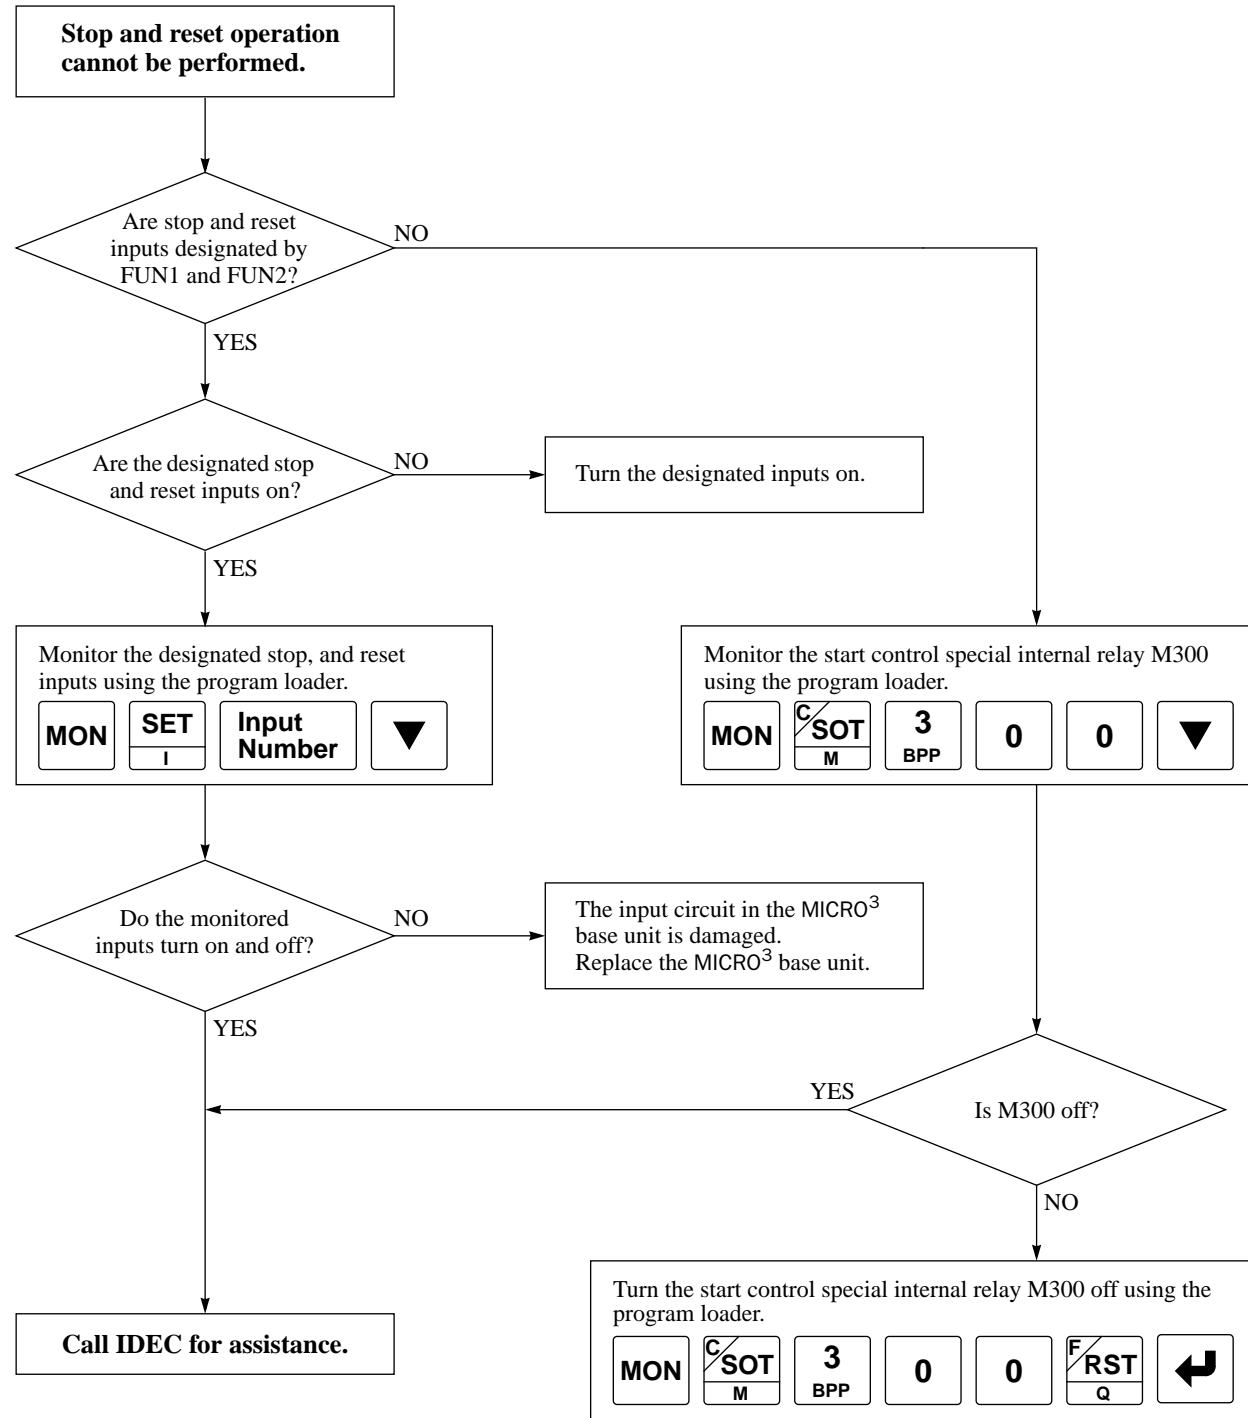 Stop and reset operation
cannot be performed.
Are stop and reset
inputs designated by
FUN1 and FUN2?
NO
YES
Are the designated stop
and reset inputs on?
NO
Turn the designated inputs on.
YES
Monitor the designated stop, and reset
inputs using the program loader.
MON
SET
I
Input
Number
▼
Monitor the start control special internal relay M300
using the program loader.
MON
C/SOT
M
3
BPP
0
0
▼
Do the monitored
inputs turn on and off?
NO
The input circuit in the MICRO³
base unit is damaged.
Replace the MICRO³ base unit.
YES
Is M300 off?
YES
NO
Turn the start control special internal relay M300 off using the
program loader.
MON
C/SOT
M
3
BPP
0
0
F/RST
Q
↵
Call IDEC for assistance.